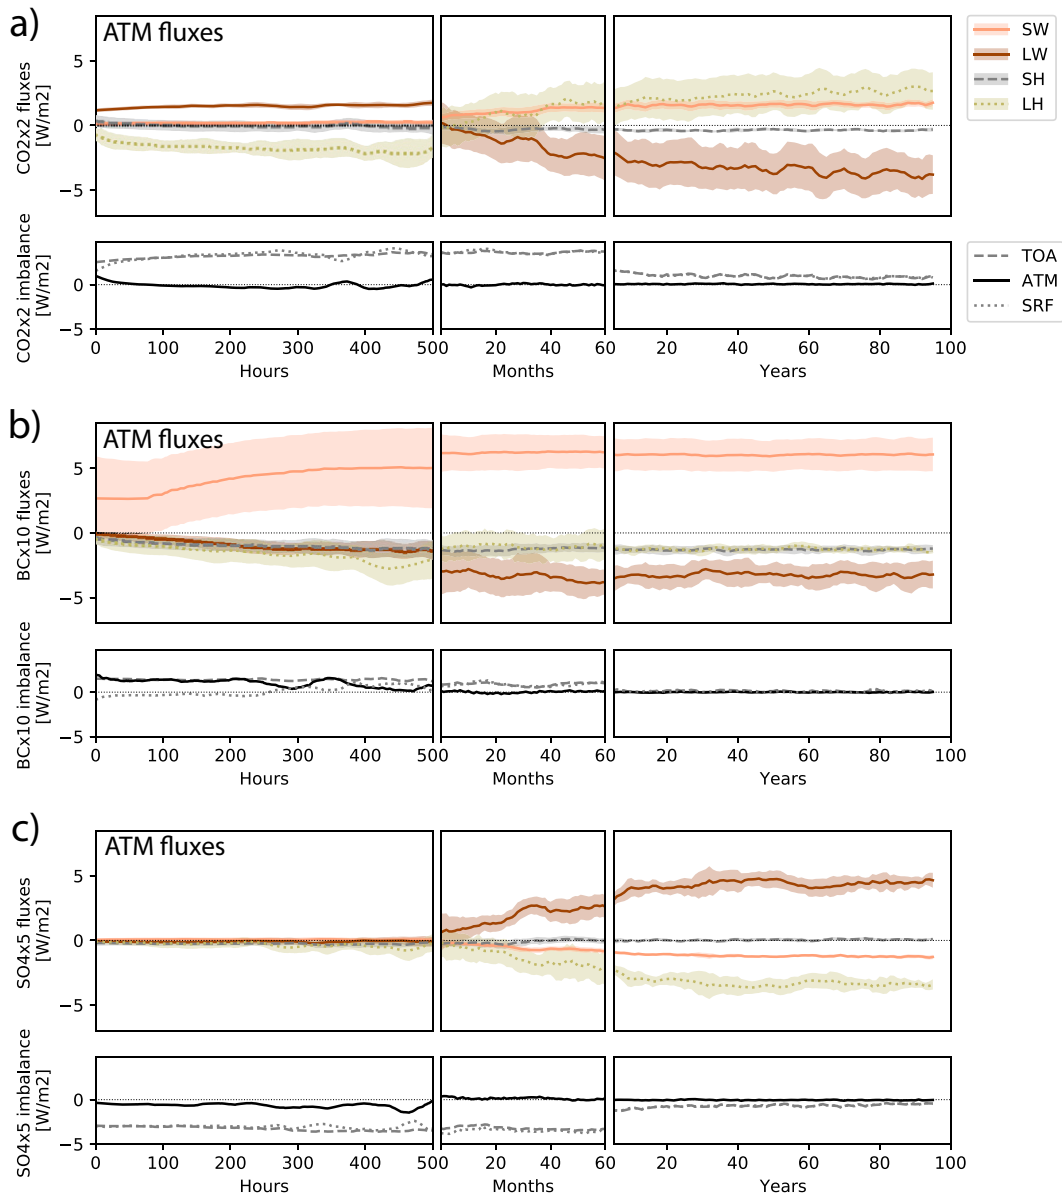 a)
ATM fluxes
CO2x2 fluxes
[W/m2]
5
0
−5
SW
LW
SH
LH
CO2x2 imbalance
[W/m2]
0
−5
TOA
ATM
SRF
0 100 200 300 400 500 20 40 60 20 40 60 80 100
Hours Months Years
b)
ATM fluxes
BCx10 fluxes
[W/m2]
5
0
−5
BCx10 imbalance
[W/m2]
0
−5
0 100 200 300 400 500 20 40 60 20 40 60 80 100
Hours Months Years
c)
ATM fluxes
SO4x5 fluxes
[W/m2]
5
0
−5
SO4x5 imbalance
[W/m2]
0
−5
0 100 200 300 400 500 20 40 60 20 40 60 80 100
Hours Months Years